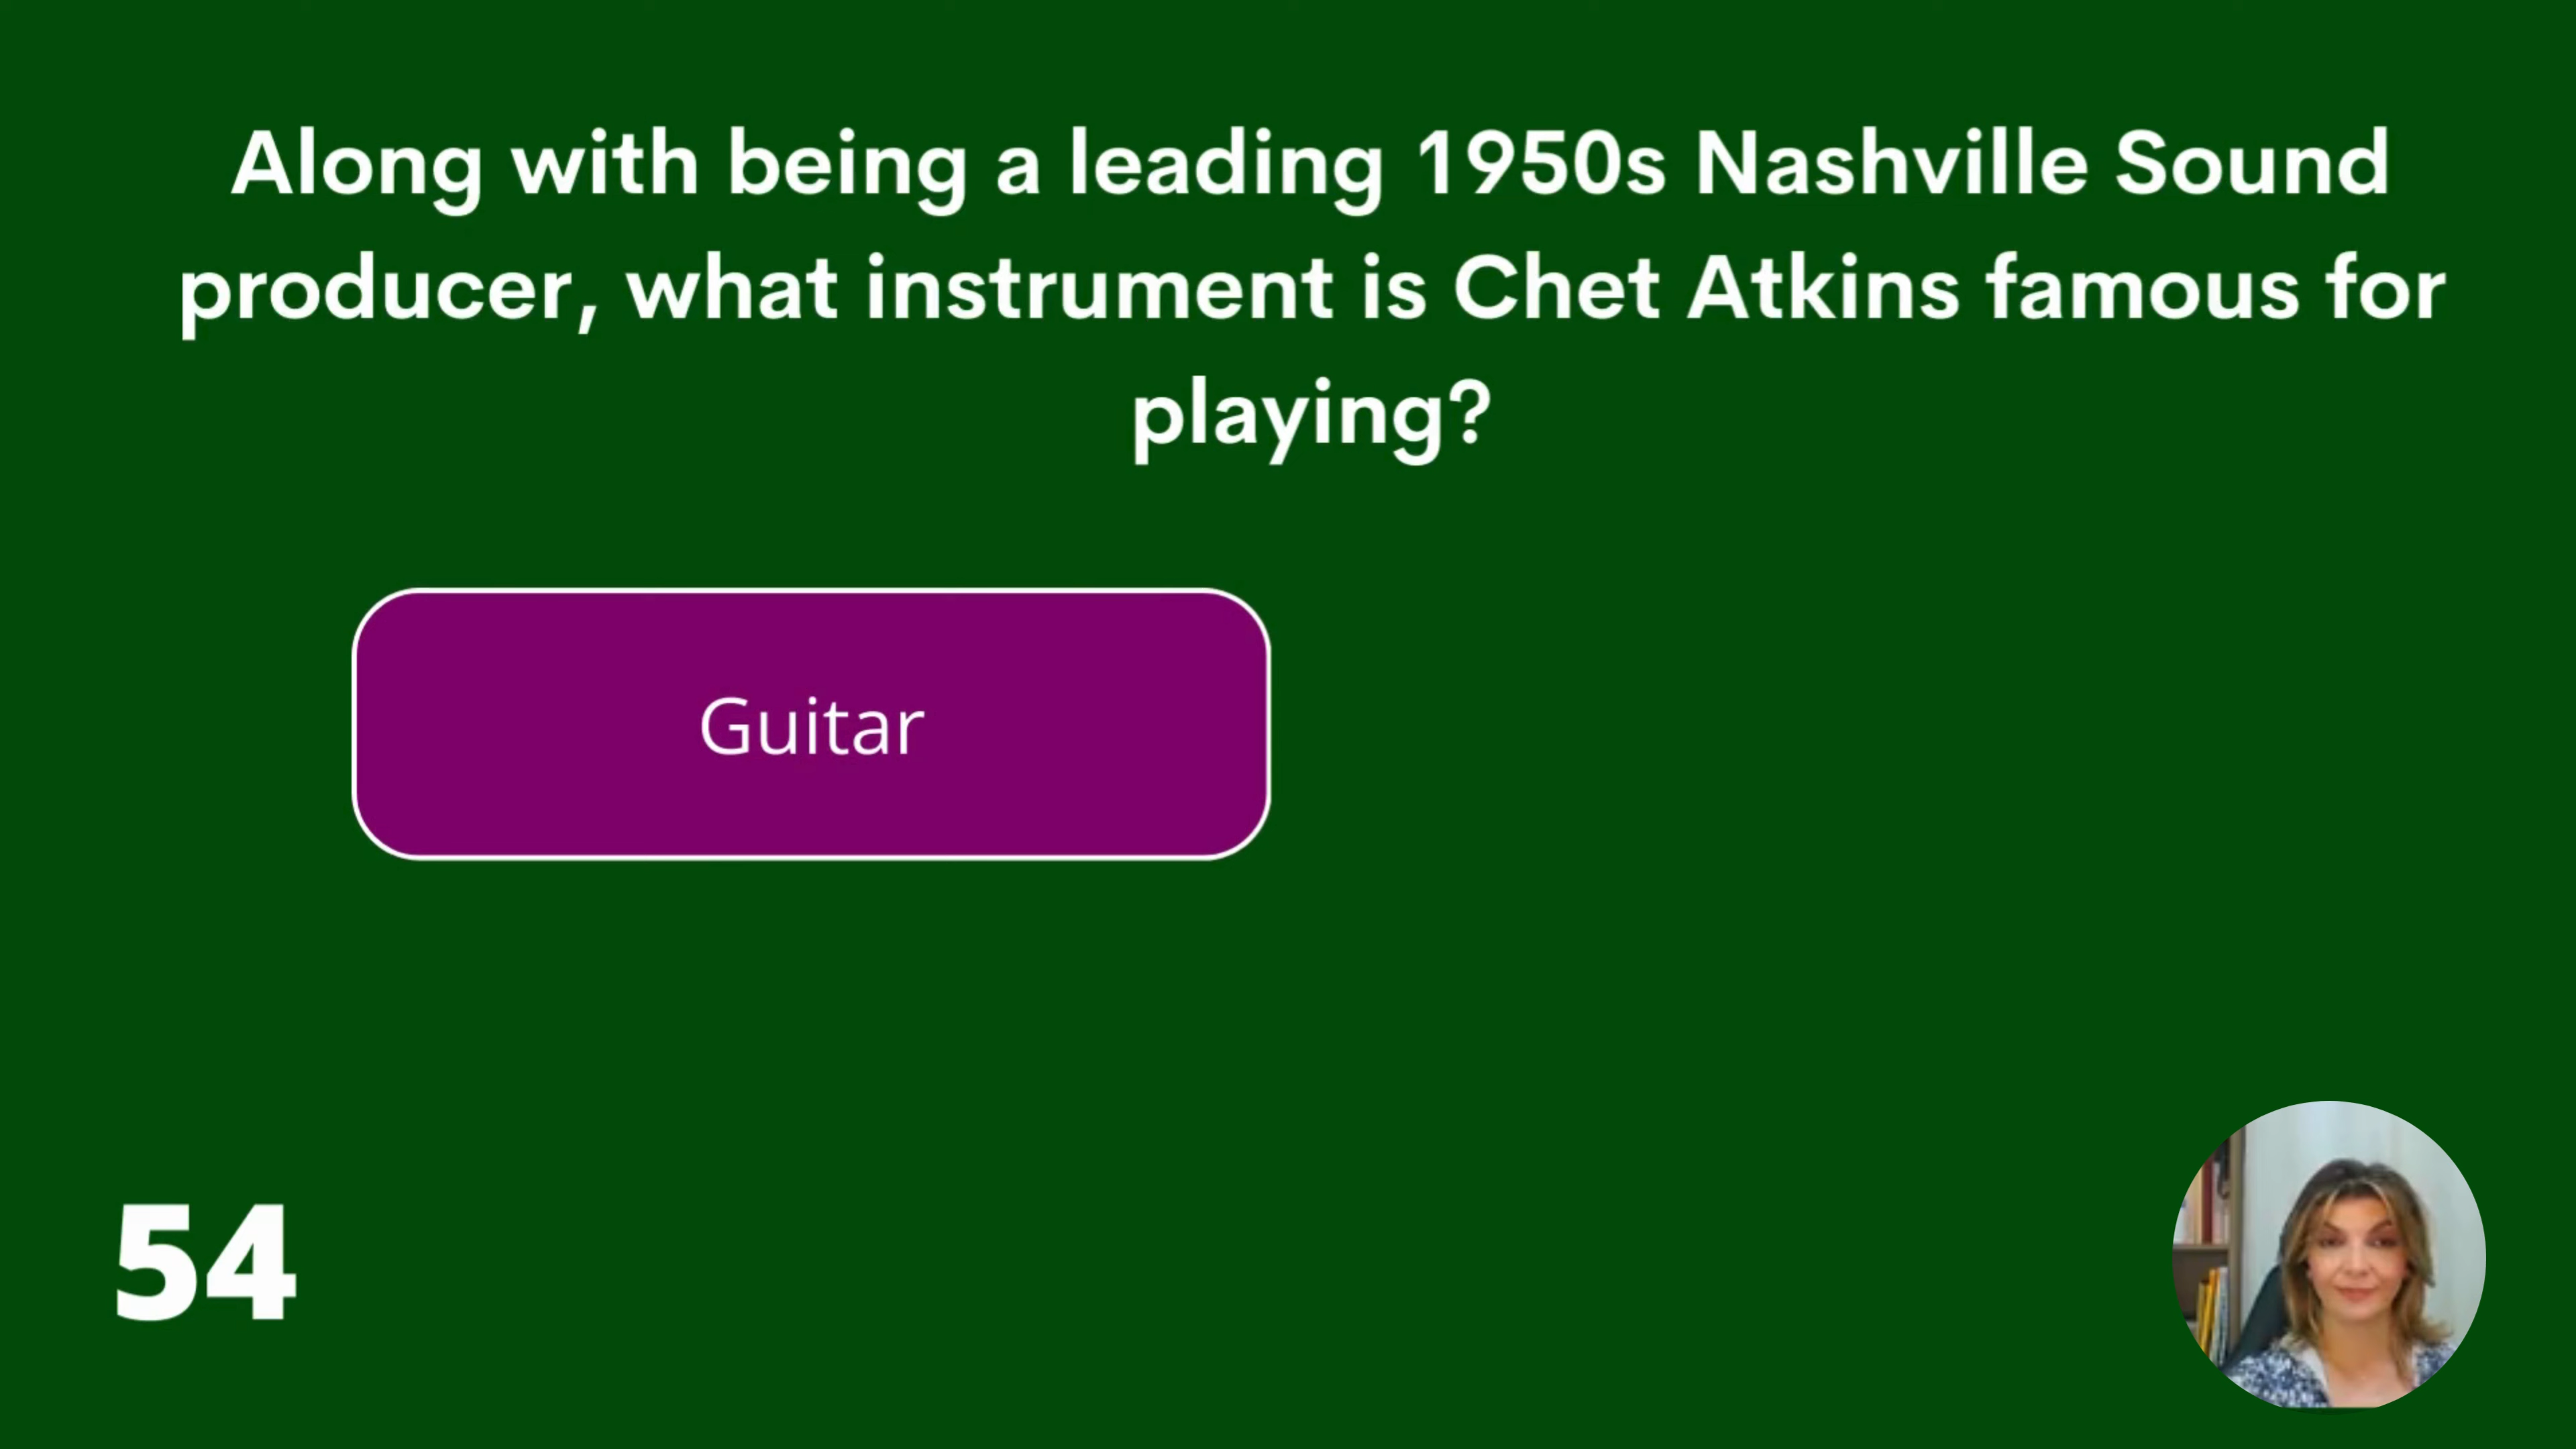 Along with being a leading 1950s Nashville Sound
producer, what instrument is Chet Atkins famous for
playing?
Guitar
54